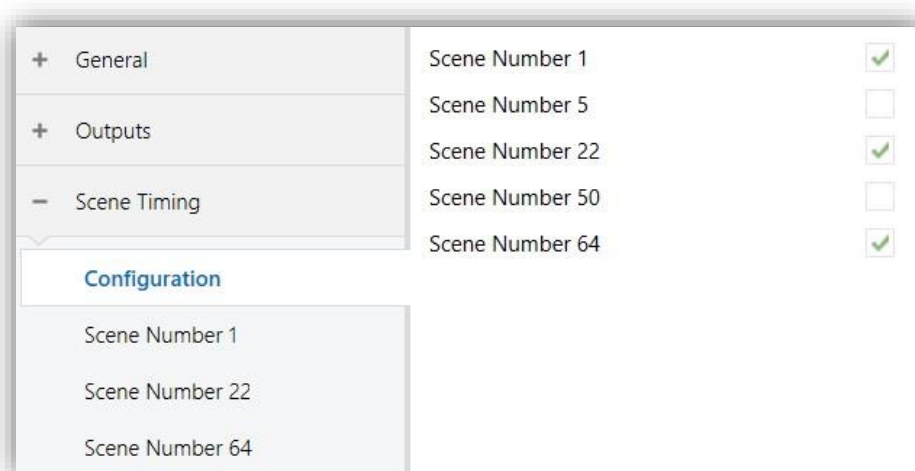 + General
+ Outputs
− Scene Timing
Configuration
Scene Number 1
Scene Number 22
Scene Number 64
Scene Number 1
Scene Number 5
Scene Number 22
Scene Number 50
Scene Number 64